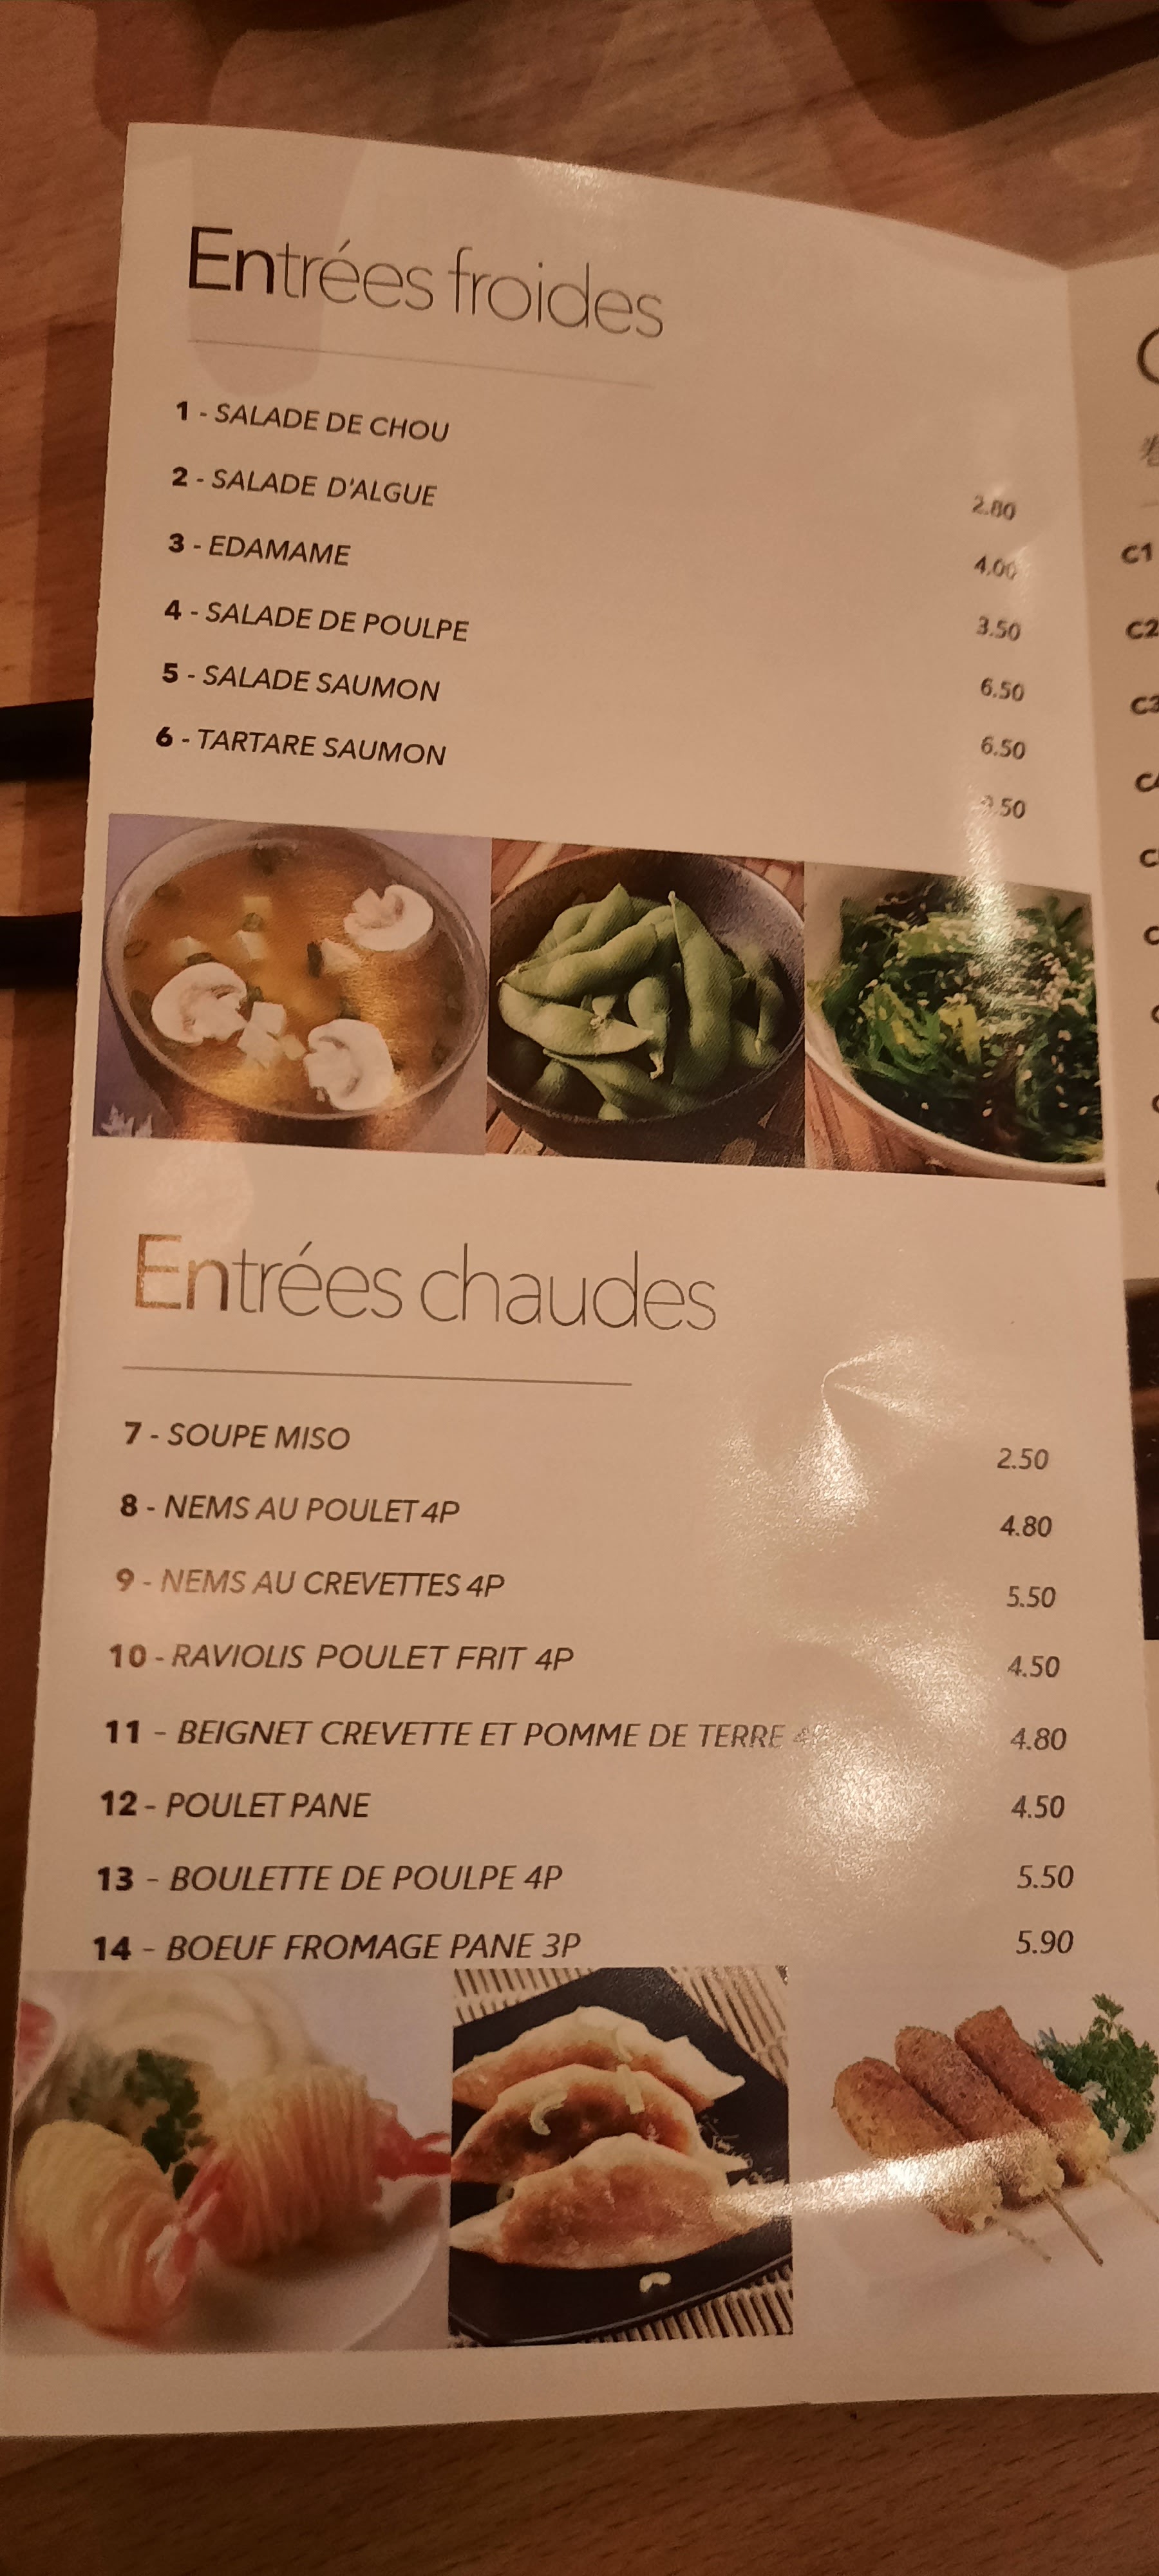 Entrées froides
1 - SALADE DE CHOU 2.80
2 - SALADE D'ALGUE 4.00
3 - EDAMAME 3.50
4 - SALADE DE POULPE 6.50
5 - SALADE SAUMON 6.50
6 - TARTARE SAUMON
Entrées chaudes
7 - SOUPE MISO 2.50
8 - NEMS AU POULET 4P 4.80
9 - NEMS AU CREVETTES 4P 5.50
10 - RAVIOLIS POULET FRIT 4P 4.50
11 - BEIGNET CREVETTE ET POMME DE TERRE 4.80
12 - POULET PANE 4.50
13 - BOULETTE DE POULPE 4P 5.50
14 - BOEUF FROMAGE PANE 3P 5.90
C1
C2